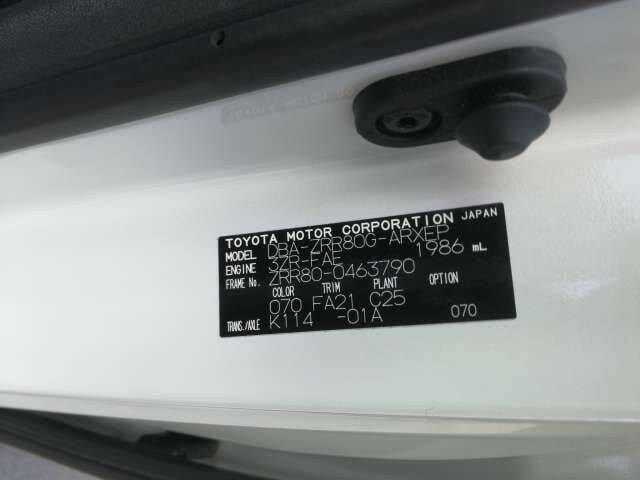 TOYOTA MOTOR CORPORATION JAPAN
MODEL DBA-ZRR80G-ARXEP
ENGINE 3ZR-FAE 1986 mL
FRAME No. ZRR80-0463790
COLOR TRIM PLANT OPTION
070 FA21 C25
TRANS./AXLE K114 -01A 070